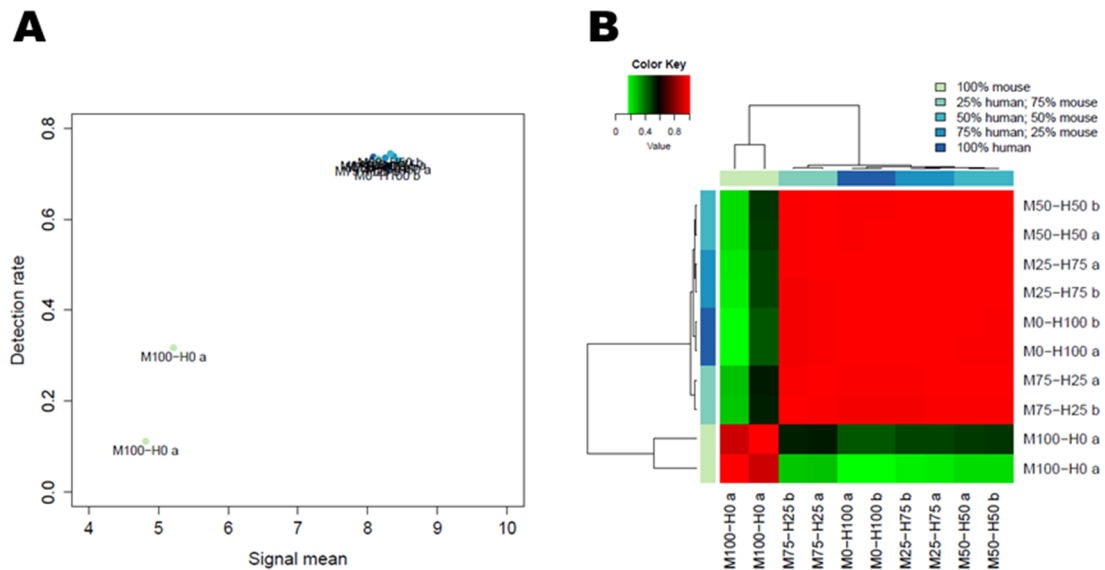 A
Detection rate
0.8
0.6
0.4
0.2
0.0
M0-H100 b
M100-H0 a
M100-H0 a
4 5 6 7 8 9 10
Signal mean
B
Color Key
0 0.4 0.8
Value
100% mouse
25% human; 75% mouse
50% human; 50% mouse
75% human; 25% mouse
100% human
M50-H50 b
M50-H50 a
M25-H75 a
M25-H75 b
M0-H100 b
M0-H100 a
M75-H25 a
M75-H25 b
M100-H0 a
M100-H0 a
M100-H0 a
M100-H0 a
M75-H25 b
M75-H25 a
M0-H100 a
M0-H100 b
M25-H75 b
M25-H75 a
M50-H50 a
M50-H50 b